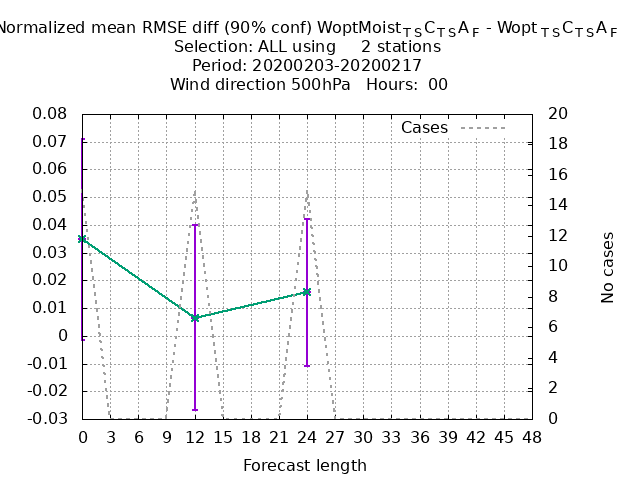 Normalized mean RMSE diff (90% conf) WoptMoist_TSC_TSA_F - Wopt_TSC_TSA_F
Selection: ALL using 2 stations
Period: 20200203-20200217
Wind direction 500hPa Hours: 00
0.08 20
Cases
0.07 18
0.06 16
0.05 14
0.04 12
0.03 10
0.02 8
0.01 6
0 4
-0.01 2
-0.02 0
-0.03
No cases
0 3 6 9 12 15 18 21 24 27 30 33 36 39 42 45 48
Forecast length